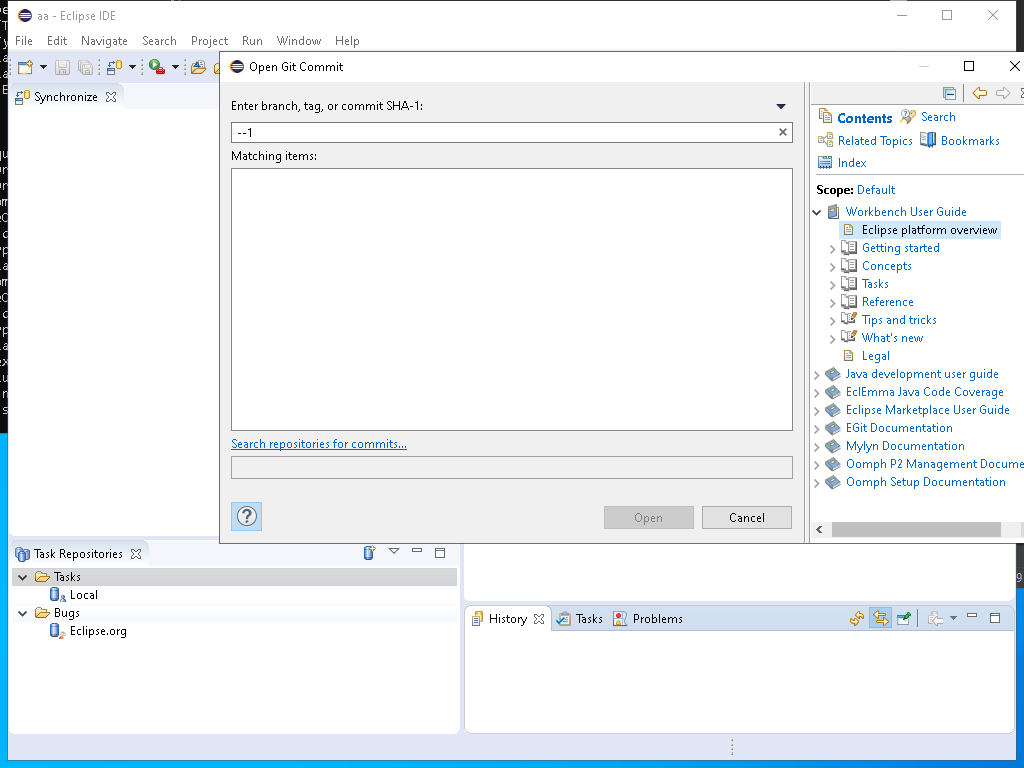 aa - Eclipse IDE
File Edit Navigate Search Project Run Window Help
Synchronize
Open Git Commit
Enter branch, tag, or commit SHA-1:
--1
Matching items:
Search repositories for commits...
Open Cancel
Contents Search
Related Topics Bookmarks
Index
Scope: Default
Workbench User Guide
Eclipse platform overview
Getting started
Concepts
Tasks
Reference
Tips and tricks
What's new
Legal
Java development user guide
EclEmma Java Code Coverage
Eclipse Marketplace User Guide
EGit Documentation
Mylyn Documentation
Oomph P2 Management Docume
Oomph Setup Documentation
Task Repositories
Tasks
Local
Bugs
Eclipse.org
History Tasks Problems